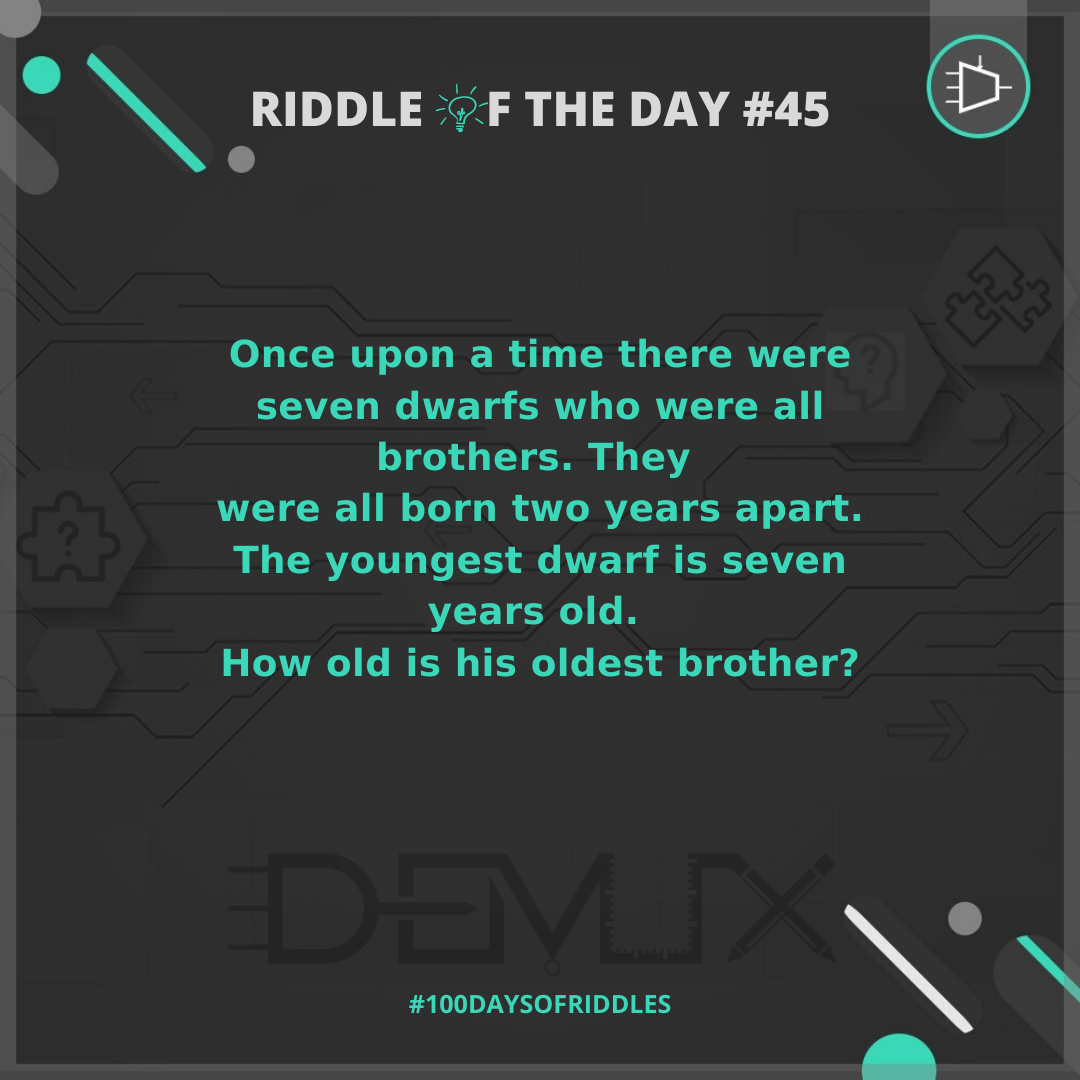 RIDDLE OF THE DAY #45
Once upon a time there were
seven dwarfs who were all
brothers. They
were all born two years apart.
The youngest dwarf is seven
years old.
How old is his oldest brother?
DEMUX
#100DAYSOFRIDDLES